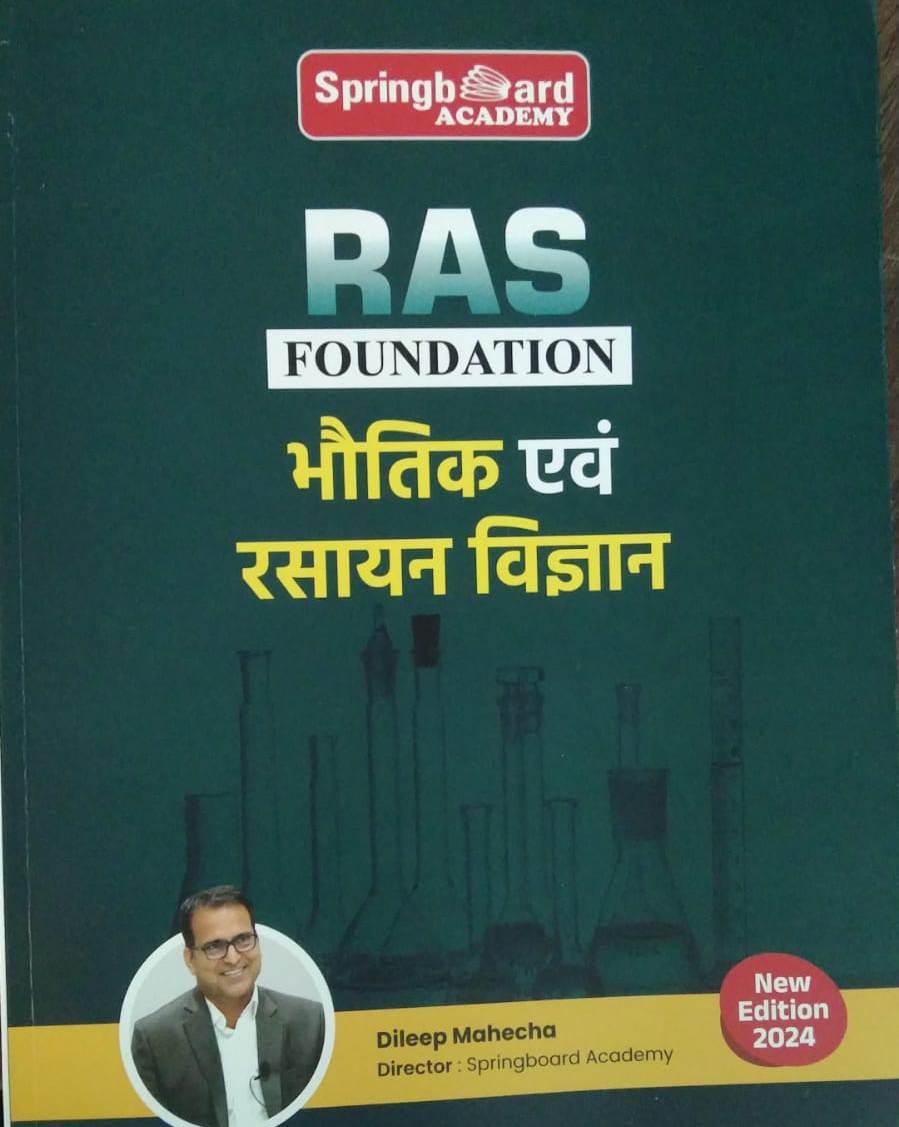 Springboard
ACADEMY
RAS
FOUNDATION
भौतिक एवं
रसायन विज्ञान
Dileep Mahecha
Director : Springboard Academy
New
Edition
2024